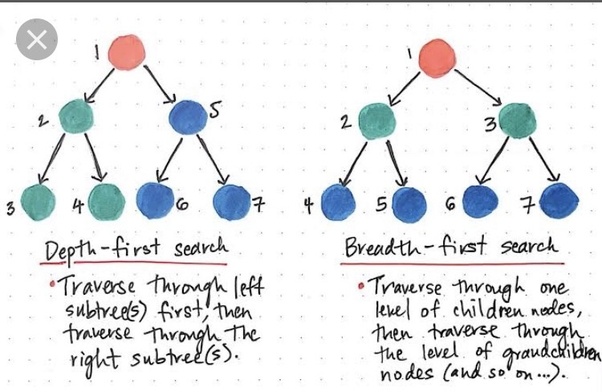 1
2
5
3
4
6
7
Depth-first search
• Traverse through left
subtree(s) first, then
traverse through the
right subtree(s).
1
2
3
4
5
6
7
Breadth-first search
• Traverse through one
level of children nodes,
then traverse through
the level of grandchildren
nodes (and so on...).